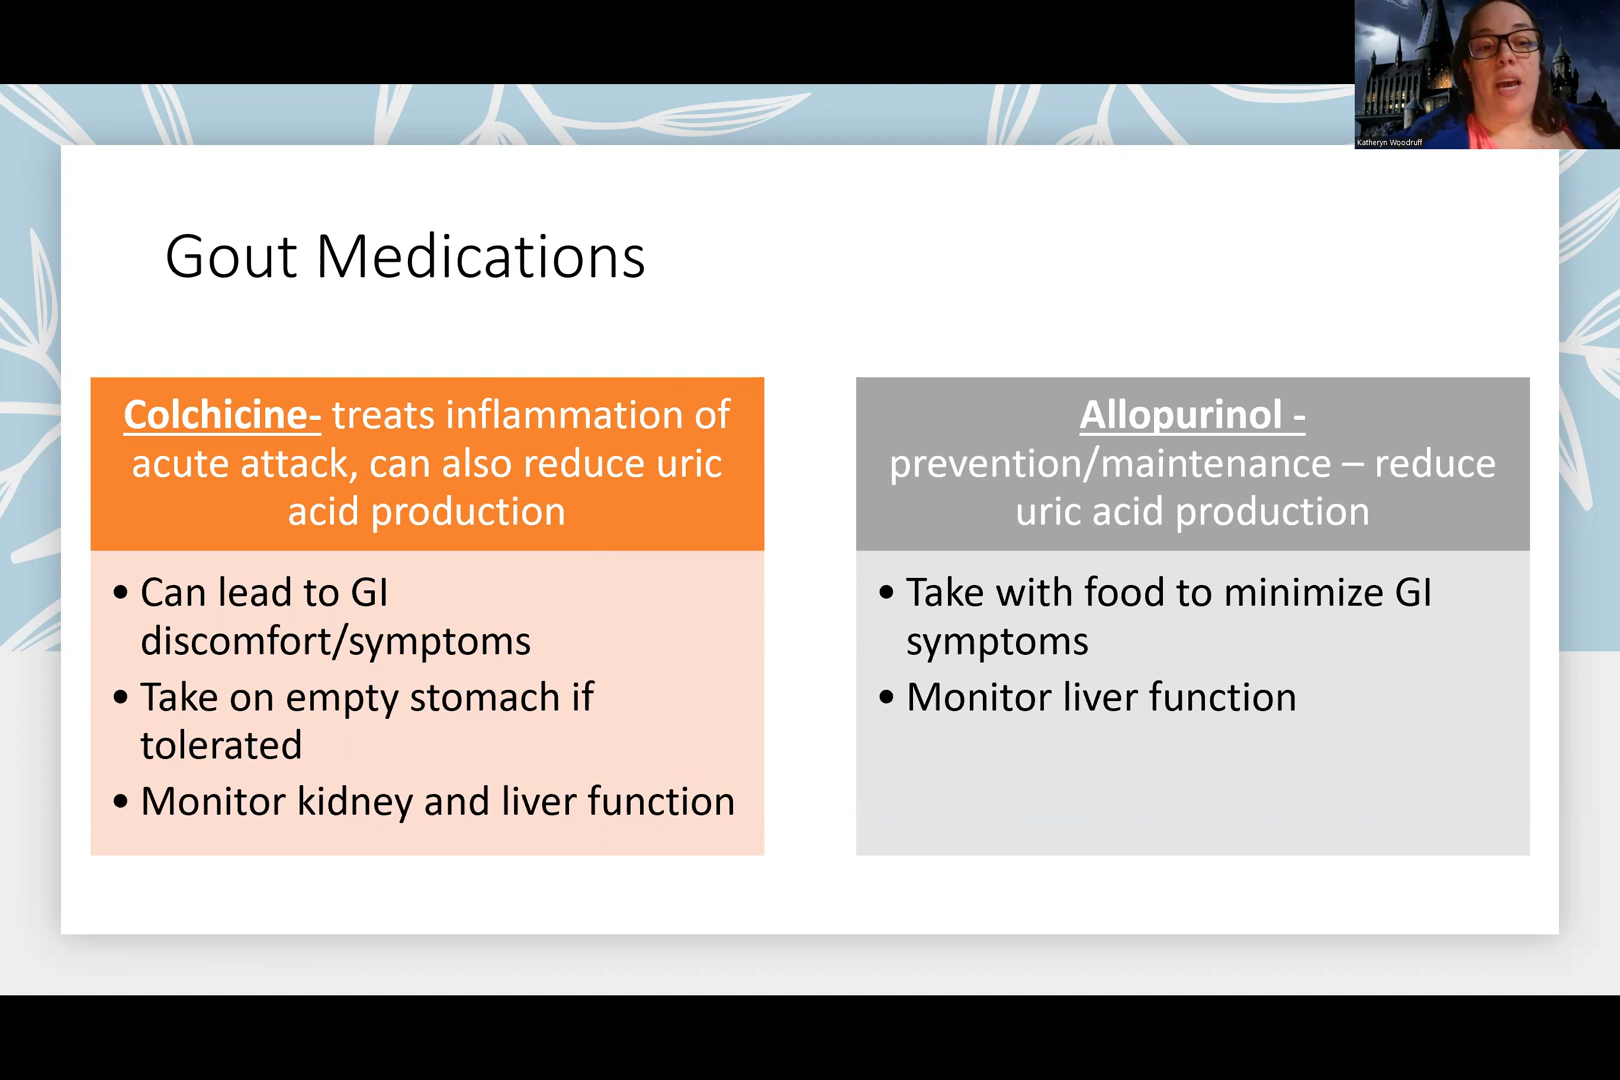 Katheryn Woodruff
Gout Medications
Colchicine- treats inflammation of
acute attack, can also reduce uric
acid production
• Can lead to GI
discomfort/symptoms
• Take on empty stomach if
tolerated
• Monitor kidney and liver function
Allopurinol -
prevention/maintenance – reduce
uric acid production
• Take with food to minimize GI
symptoms
• Monitor liver function